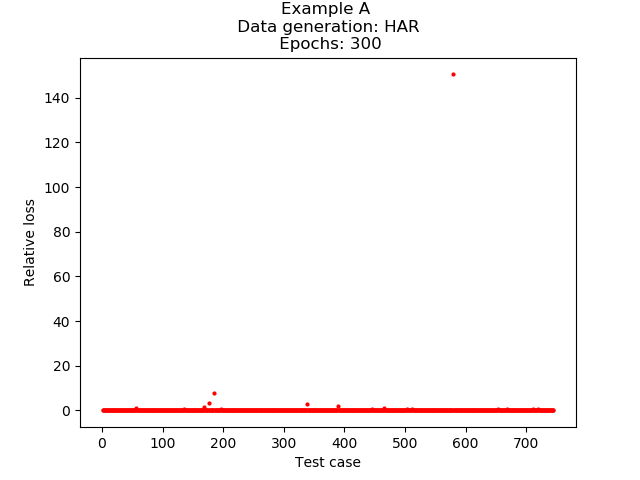 Example A
Data generation: HAR
Epochs: 300
140
120
100
80
60
40
20
0
Relative loss
0 100 200 300 400 500 600 700
Test case